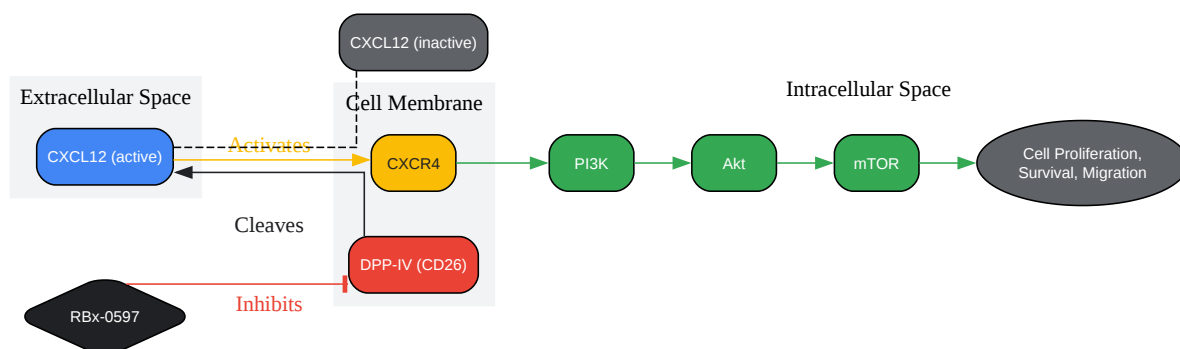 CXCL12 (inactive)
Extracellular Space
Cell Membrane
Intracellular Space
CXCL12 (active)
Activates
CXCR4
PI3K
Akt
mTOR
Cell Proliferation,
Survival, Migration
Cleaves
DPP-IV (CD26)
Inhibits
RBx-0597